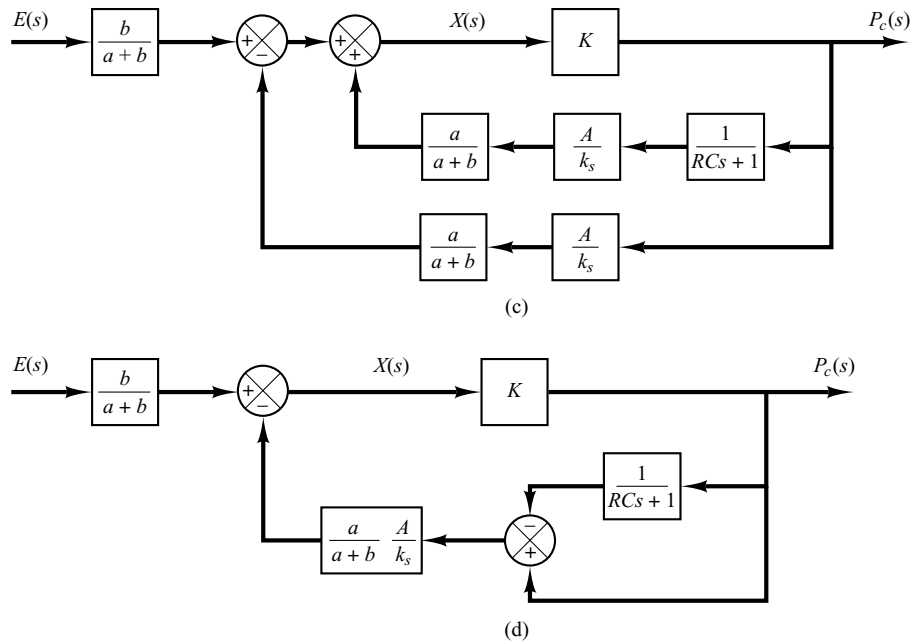 E(s) b/(a + b) + − + + X(s) K P_c(s)
a/(a + b) A/k_s 1/(RCs + 1)
a/(a + b) A/k_s
(c)
E(s) b/(a + b) + − X(s) K P_c(s)
1/(RCs + 1)
a/(a + b) A/k_s − +
(d)